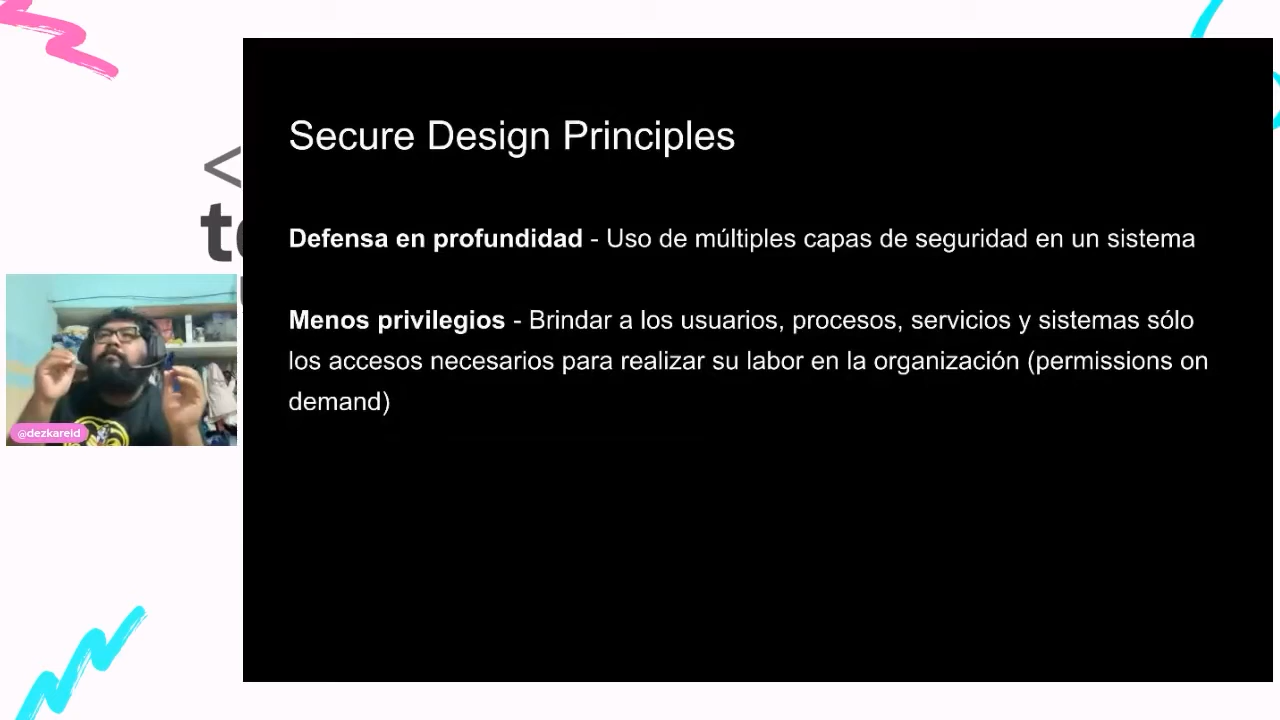 Secure Design Principles
Defensa en profundidad - Uso de múltiples capas de seguridad en un sistema
Menos privilegios - Brindar a los usuarios, procesos, servicios y sistemas sólo
los accesos necesarios para realizar su labor en la organización (permissions on
demand)
@dezkareid